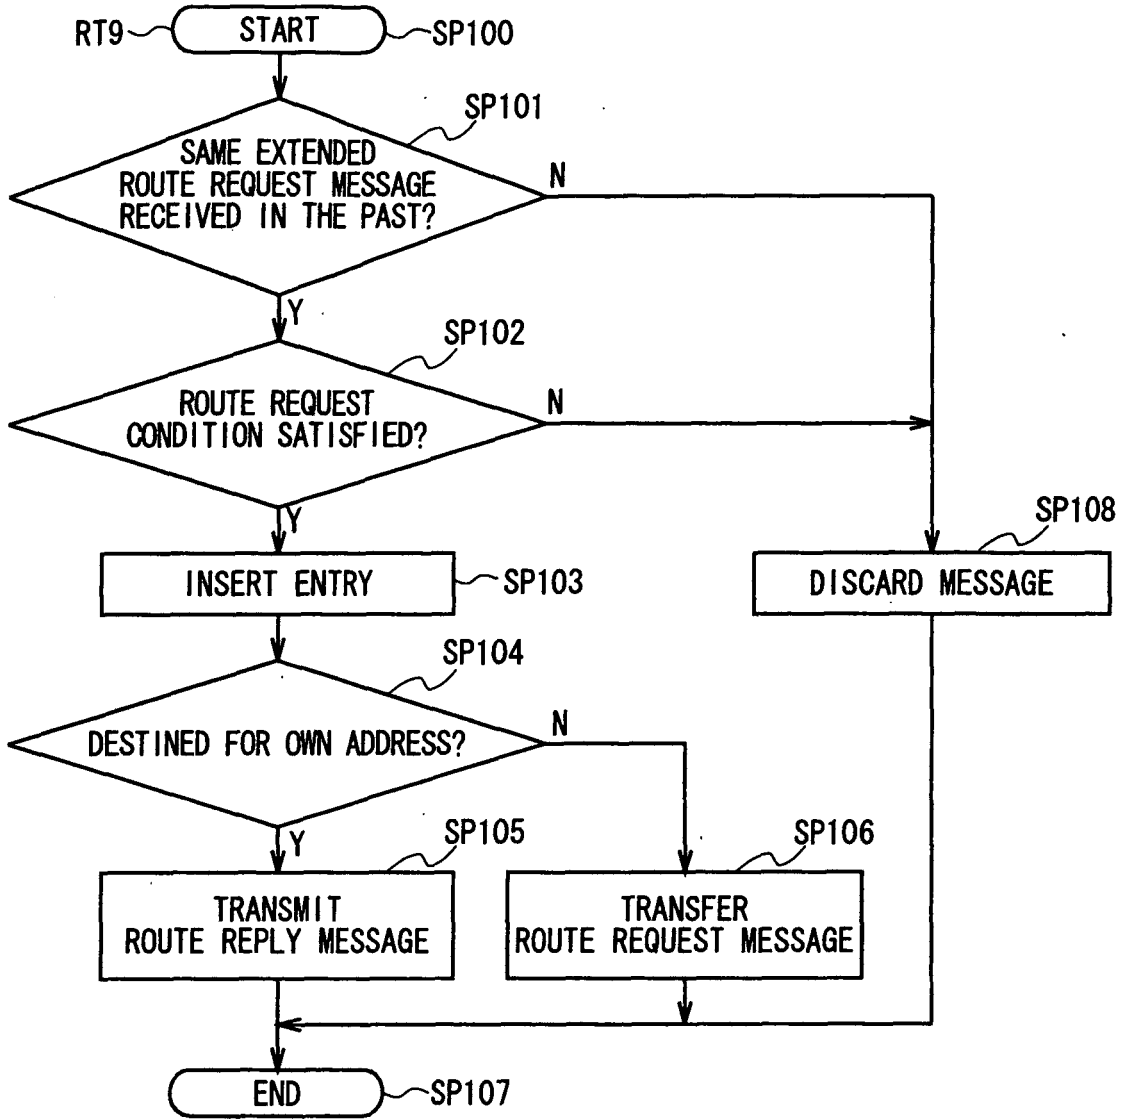 RT9
START
SP100
SP101
SAME EXTENDED
ROUTE REQUEST MESSAGE
RECEIVED IN THE PAST?
N
Y
SP102
ROUTE REQUEST
CONDITION SATISFIED?
N
Y
SP108
INSERT ENTRY
SP103
DISCARD MESSAGE
SP104
DESTINED FOR OWN ADDRESS?
N
Y
SP105
SP106
TRANSMIT
ROUTE REPLY MESSAGE
TRANSFER
ROUTE REQUEST MESSAGE
END
SP107